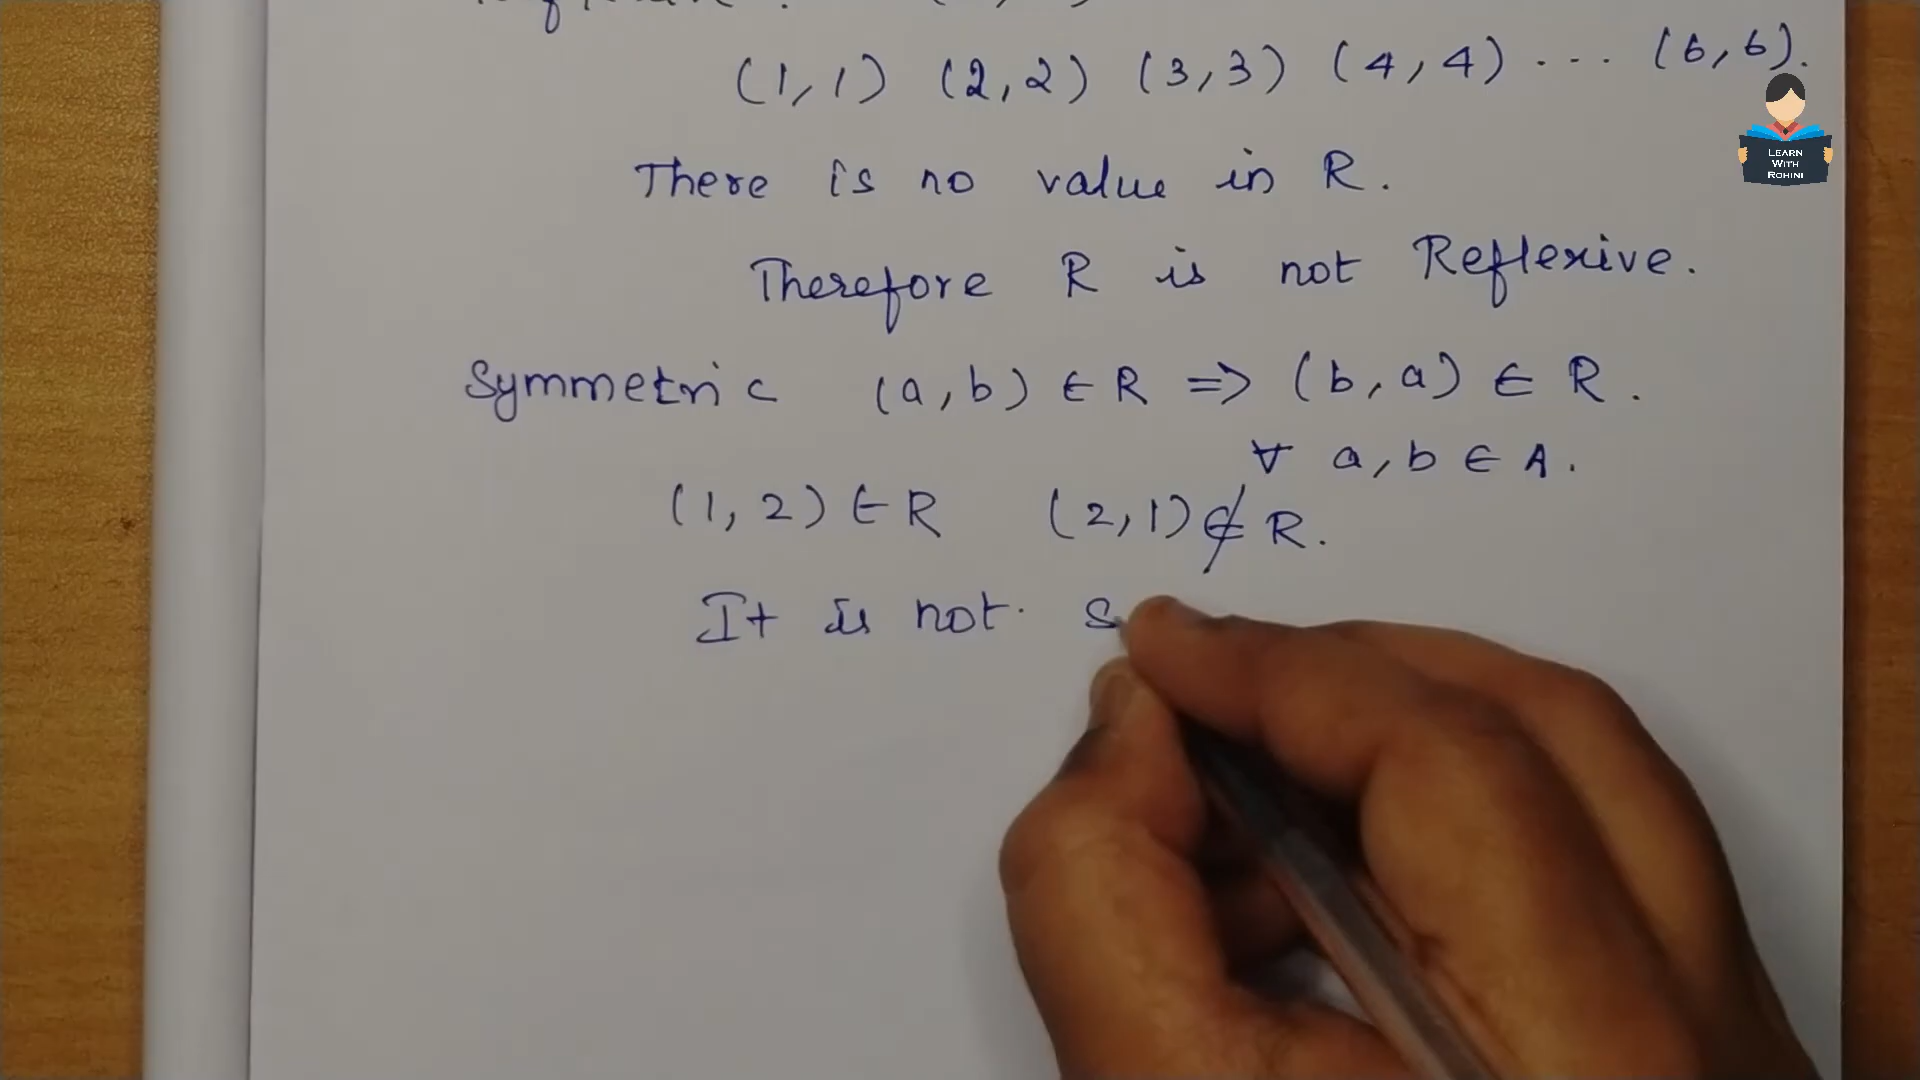 (1,1) (2,2) (3,3) (4,4) ... (6,6).
LEARN
WITH
ROHINI
There is no value in R.
Therefore R is not Reflexive.
Symmetric (a,b) ∈ R => (b,a) ∈ R.
∀ a,b ∈ A.
(1,2) ∈ R (2,1) ∉ R.
It is not S